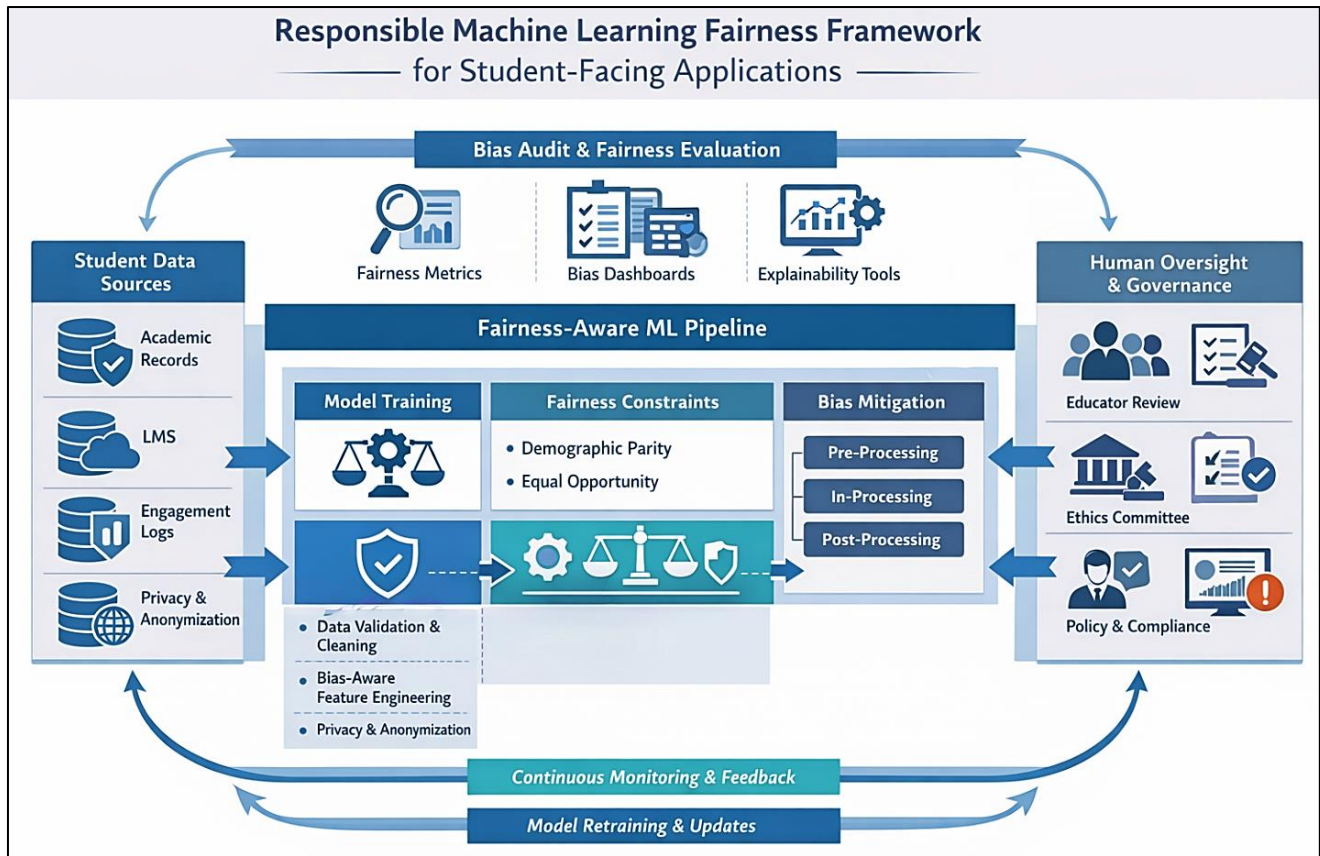 Responsible Machine Learning Fairness Framework
for Student-Facing Applications
Bias Audit & Fairness Evaluation
Fairness Metrics
Bias Dashboards
Explainability Tools
Student Data
Sources
Academic
Records
LMS
Engagement
Logs
Privacy &
Anonymization
Fairness-Aware ML Pipeline
Model Training
Fairness Constraints
• Demographic Parity
• Equal Opportunity
Bias Mitigation
Pre-Processing
In-Processing
Post-Processing
• Data Validation &
Cleaning
• Bias-Aware
Feature Engineering
• Privacy & Anonymization
Human Oversight
& Governance
Educator Review
Ethics Committee
Policy & Compliance
Continuous Monitoring & Feedback
Model Retraining & Updates